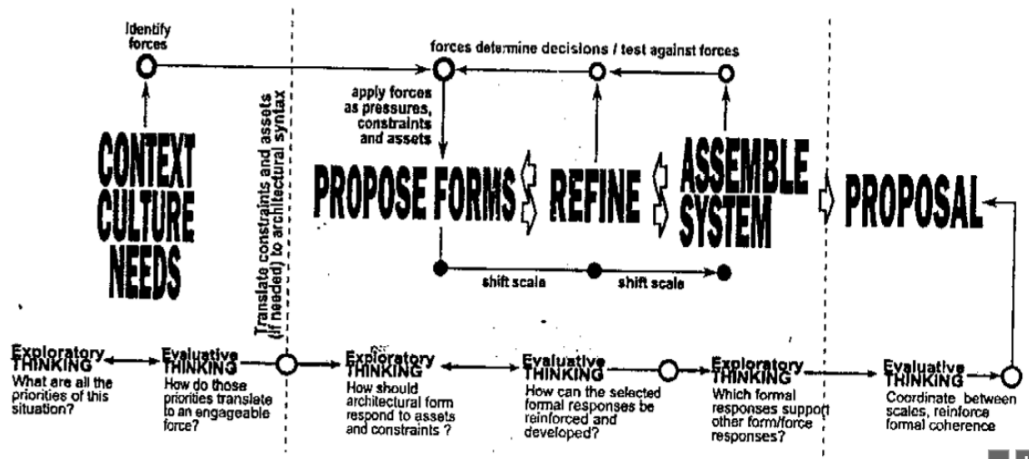 Identify
forces
forces determine decisions / test against forces
apply forces
as pressures,
constraints
and assets
CONTEXT
CULTURE
NEEDS
Translate constraints and assets
(if needed) to architectural syntax
PROPOSE FORMS
REFINE
ASSEMBLE
SYSTEM
PROPOSAL
shift scale
shift scale
Exploratory
THINKING
What are all the
priorities of this
situation?
Evaluative
THINKING
How do those
priorities translate
to an engageable
force?
Exploratory
THINKING
How should
architectural form
respond to assets
and constraints ?
Evaluative
THINKING
How can the selected
formal responses be
reinforced and
developed?
Exploratory
THINKING
Which formal
responses support
other form/force
responses?
Evaluative
THINKING
Coordinate between
scales, reinforce
formal coherence